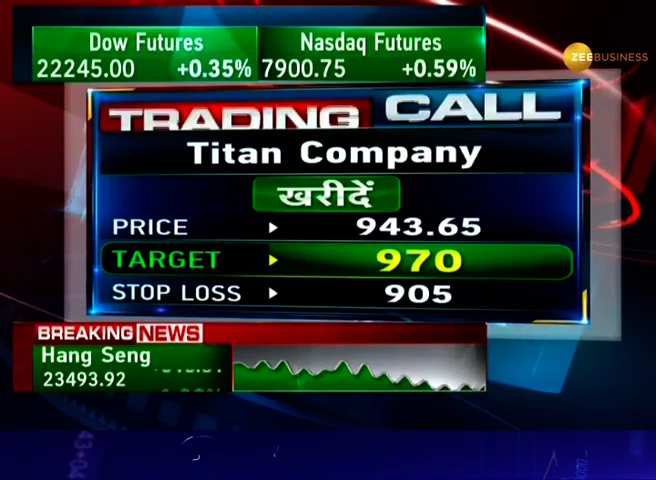 Dow Futures
22245.00 +0.35%
Nasdaq Futures
7900.75 +0.59%
ZEEBUSINESS
TRADING CALL
Titan Company
खरीदें
PRICE 943.65
TARGET 970
STOP LOSS 905
BREAKING NEWS
Hang Seng
23493.92